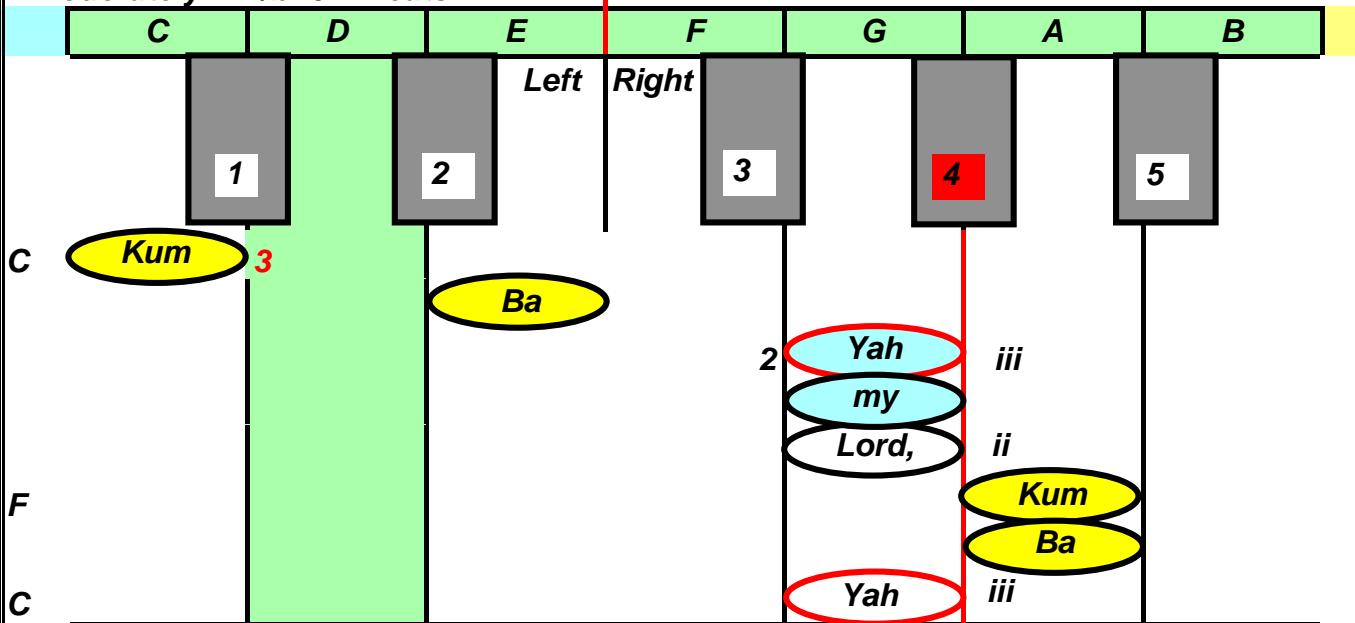 C D E F G A B
Left Right
1 2 3 4 5
C Kum 3
Ba
2 Yah iii
my
Lord, ii
F Kum
Ba
C Yah iii